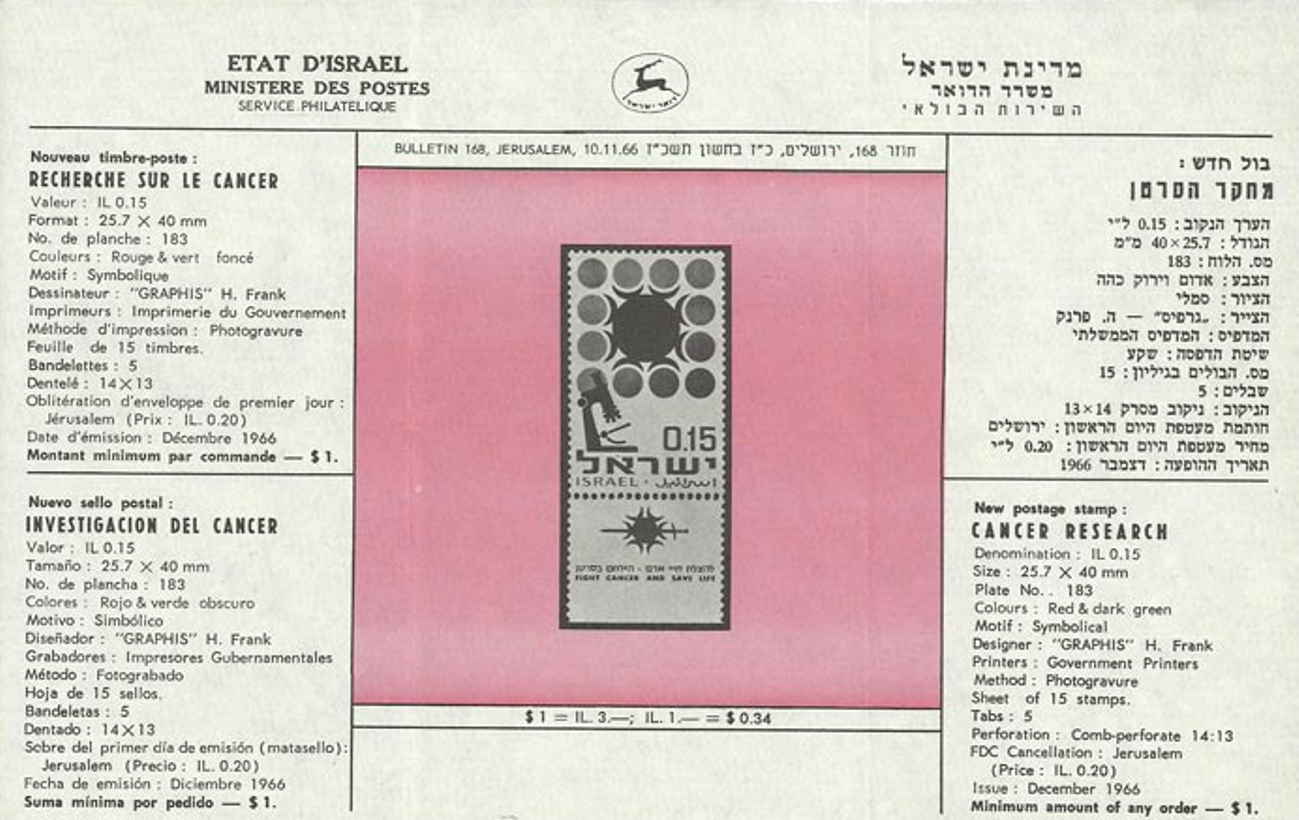 ETAT D'ISRAEL
MINISTERE DES POSTES
SERVICE PHILATELIQUE
מדינת ישראל
משרד הדואר
השירות הבולאי
BULLETIN 168, JERUSALEM, 10.11.66 חוזר 168, ירושלים, כ״ז בחשון תשכ״ז
Nouveau timbre-poste :
RECHERCHE SUR LE CANCER
Valeur : IL 0.15
Format : 25.7 × 40 mm
No. de planche : 183
Couleurs : Rouge & vert foncé
Motif : Symbolique
Dessinateur : "GRAPHIS" H. Frank
Imprimeurs : Imprimerie du Gouvernement
Méthode d'impression : Photogravure
Feuille de 15 timbres.
Bandelettes : 5
Dentelé : 14×13
Oblitération d'enveloppe de premier jour :
Jérusalem (Prix : IL. 0.20)
Date d'émission : Décembre 1966
Montant minimum par commande — $ 1.
Nuevo sello postal :
INVESTIGACION DEL CANCER
Valor : IL 0.15
Tamaño : 25.7 × 40 mm
No. de plancha : 183
Colores : Rojo & verde obscuro
Motivo : Simbólico
Diseñador : "GRAPHIS" H. Frank
Grabadores : Impresores Gubernamentales
Método : Fotograbado
Hoja de 15 sellos.
Bandeletas : 5
Dentado : 14×13
Sobre del primer día de emisión (matasello) :
Jerusalem (Precio : IL. 0.20)
Fecha de emisión : Diciembre 1966
Suma mínima por pedido — $ 1.
0.15
ישראל
ISRAEL · اسرائيل
להצלת חיי אדם - הילחם בסרטן
FIGHT CANCER AND SAVE LIFE
$ 1 = IL. 3.—; IL. 1.— = $ 0.34
בול חדש :
מחקר הסרטן
הערך הנקוב : 0.15 ל״י
הגודל : 25.7×40 מ״מ
מס. הלוח : 183
הצבע : אדום וירוק כהה
הציור : סמלי
הצייר : „גרפיס״ — ה. פרנק
המדפיס : המדפיס הממשלתי
שיטת הדפסה : שקע
מס. הבולים בגיליון : 15
שבלים : 5
הניקוב : ניקוב מסרק 14×13
חותמת מעטפת היום הראשון : ירושלים
מחיר מעטפת היום הראשון : 0.20 ל״י
תאריך ההופעה : דצמבר 1966
New postage stamp :
CANCER RESEARCH
Denomination : IL 0.15
Size : 25.7 × 40 mm
Plate No. . 183
Colours : Red & dark green
Motif : Symbolical
Designer : "GRAPHIS" H. Frank
Printers : Government Printers
Method : Photogravure
Sheet of 15 stamps.
Tabs : 5
Perforation : Comb-perforate 14:13
FDC Cancellation : Jerusalem
(Price : IL. 0.20)
Issue : December 1966
Minimum amount of any order — $ 1.